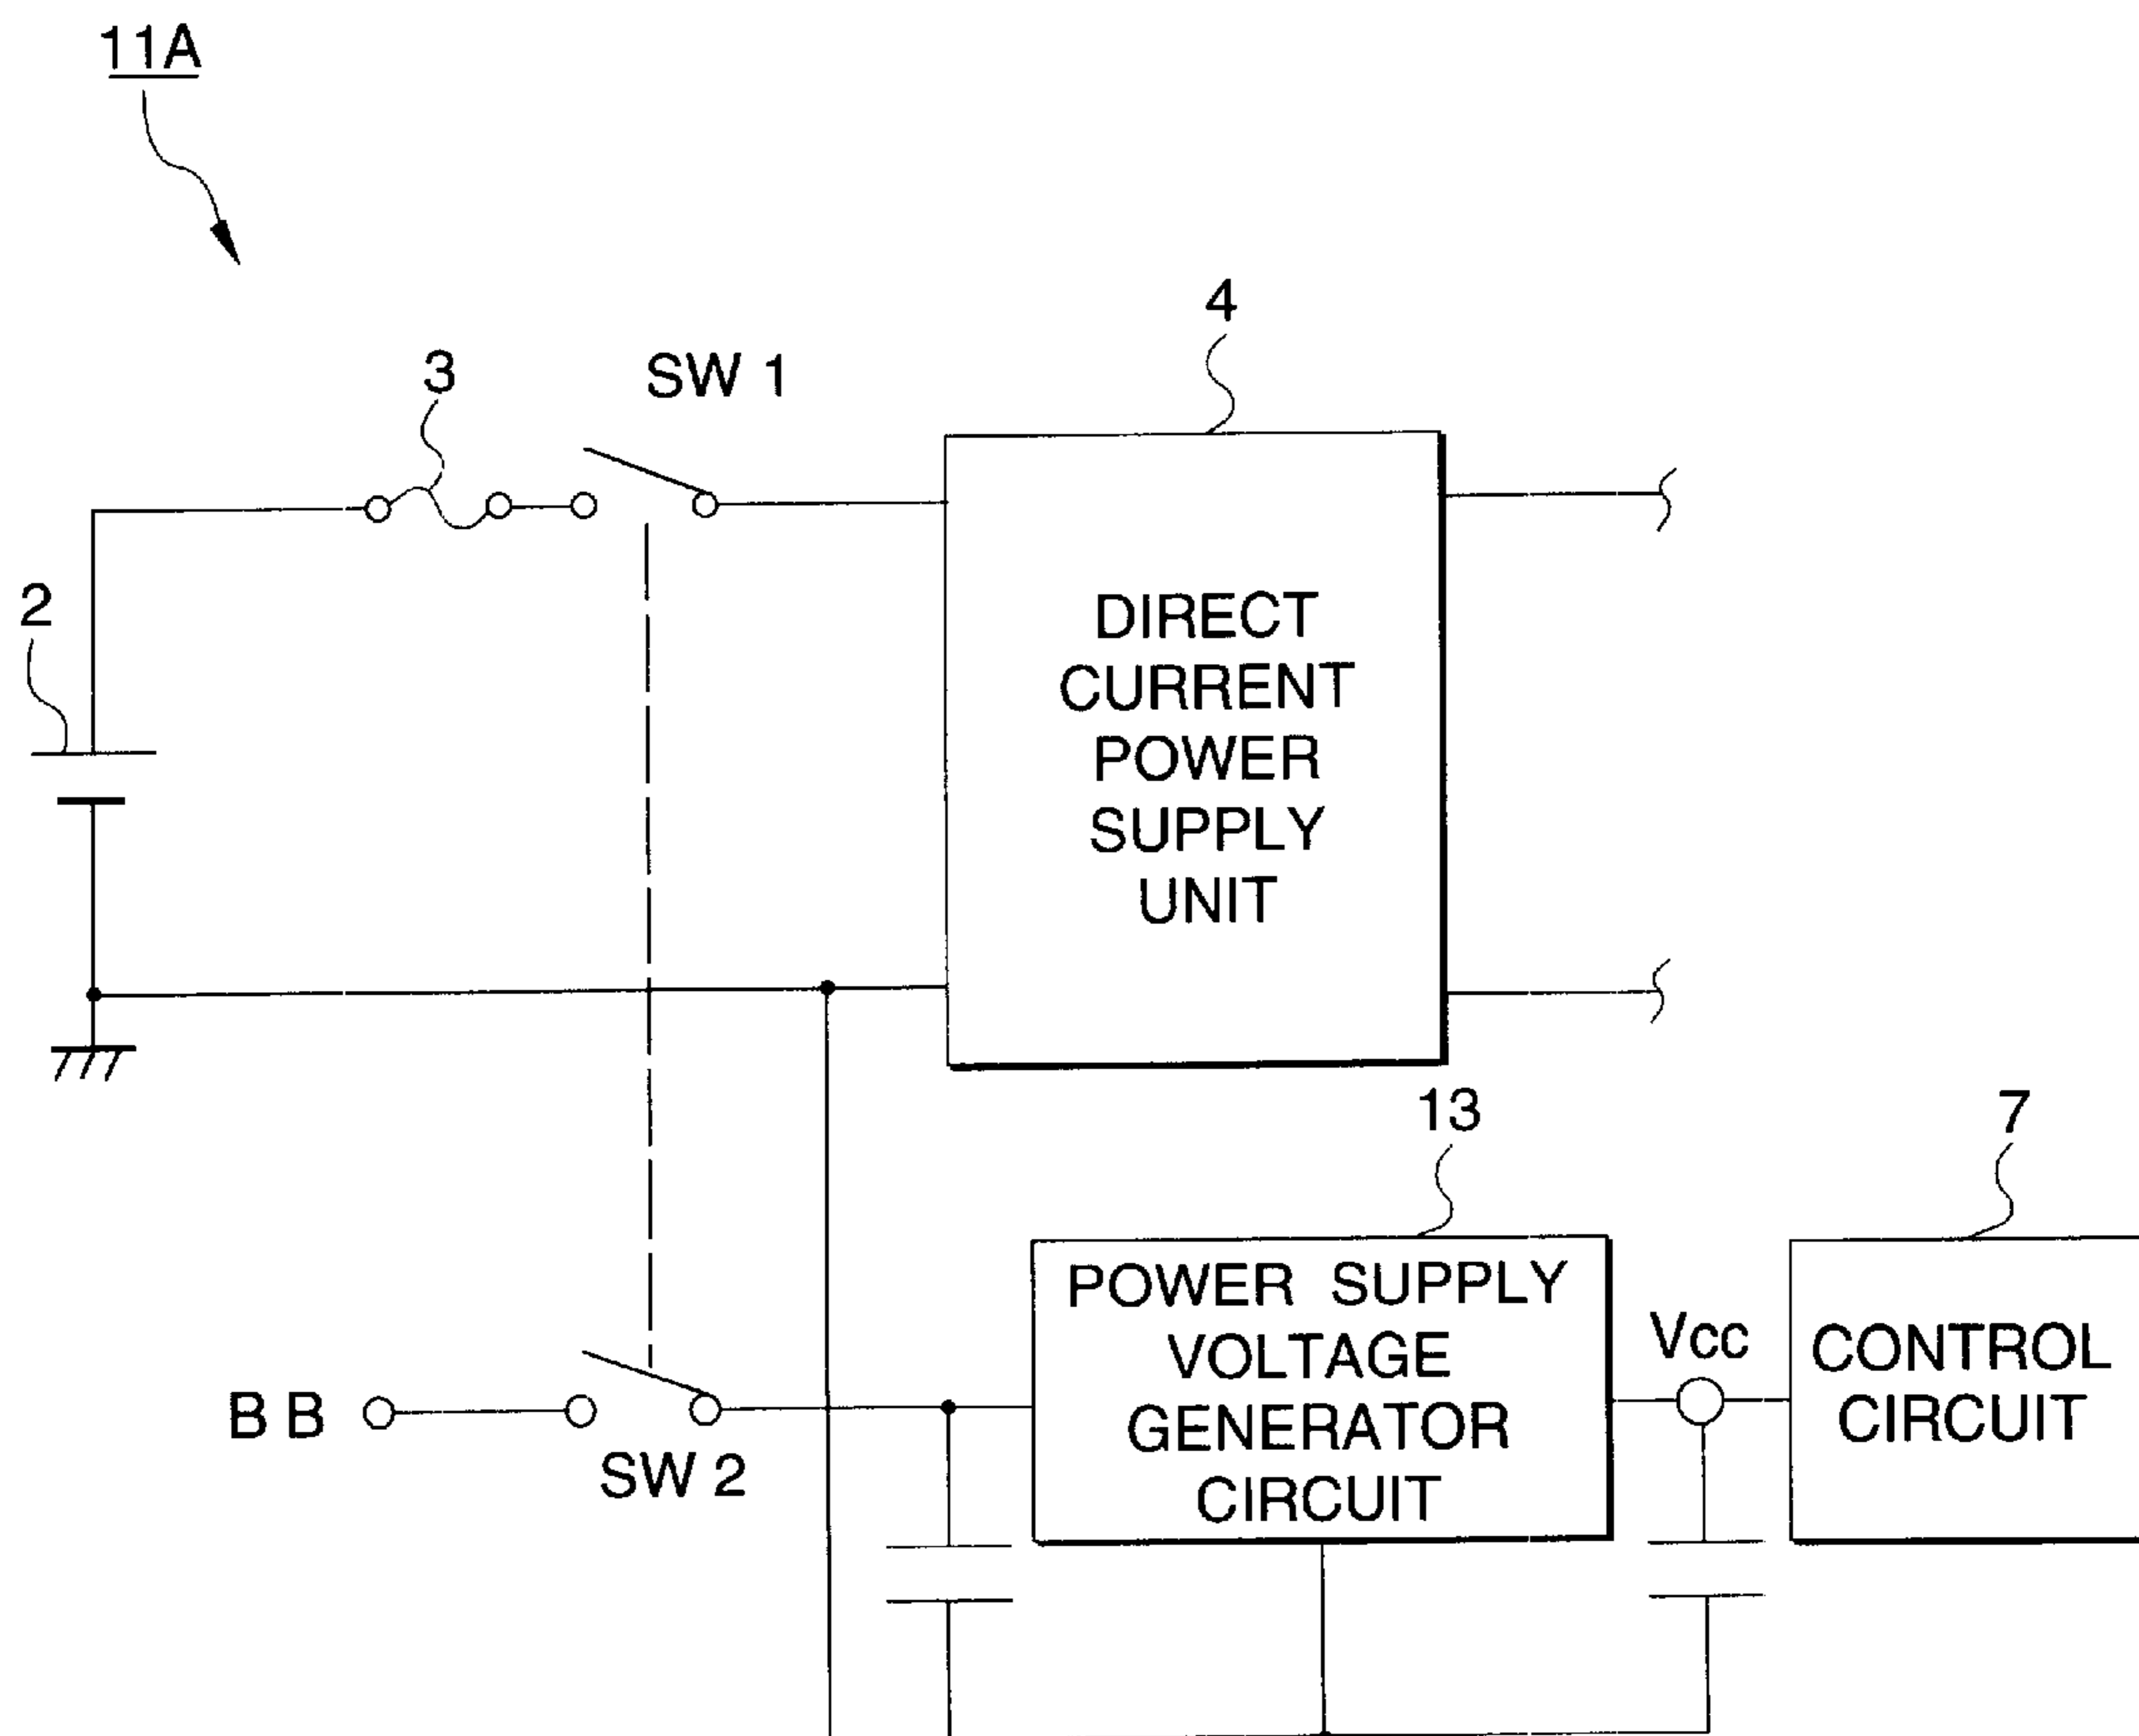 11A
4
3
SW 1
2
DIRECT
CURRENT
POWER
SUPPLY
UNIT
13
7
POWER SUPPLY
VOLTAGE
GENERATOR
CIRCUIT
Vcc
CONTROL
CIRCUIT
B B
SW 2